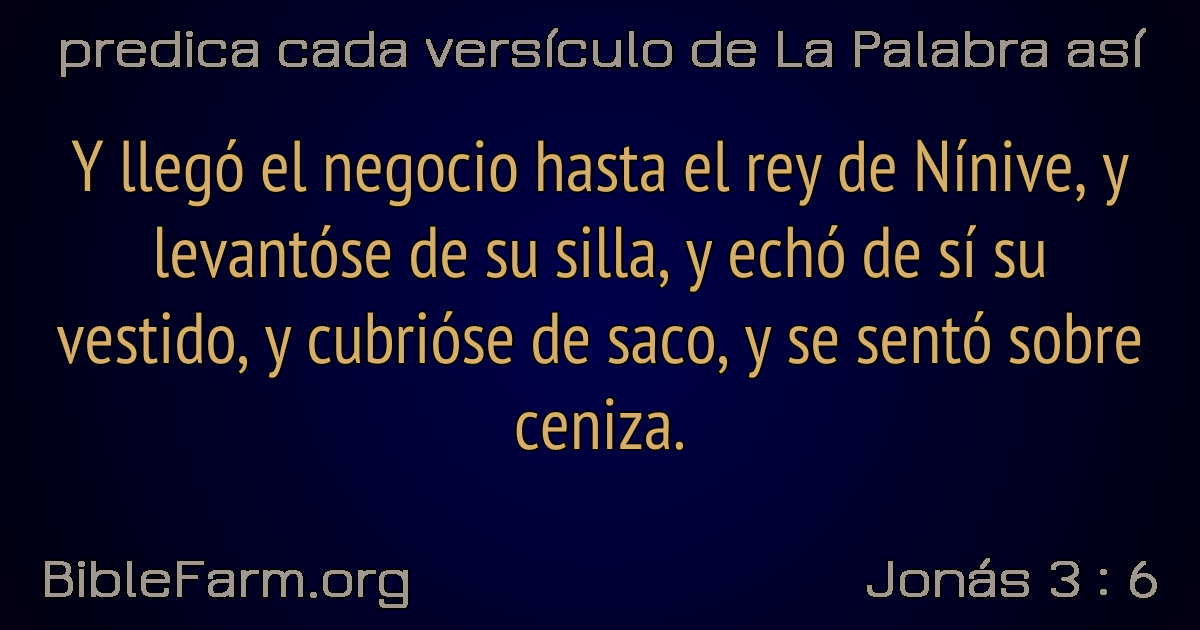 predica cada versículo de La Palabra así
Y llegó el negocio hasta el rey de Nínive, y
levantóse de su silla, y echó de sí su
vestido, y cubrióse de saco, y se sentó sobre
ceniza.
BibleFarm.org
Jonás 3 : 6